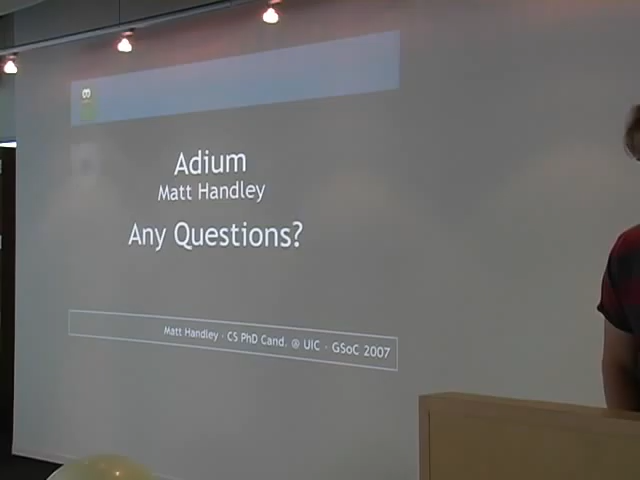 Adium
Matt Handley
Any Questions?
Matt Handley · CS PhD Cand. @ UIC · GSoC 2007